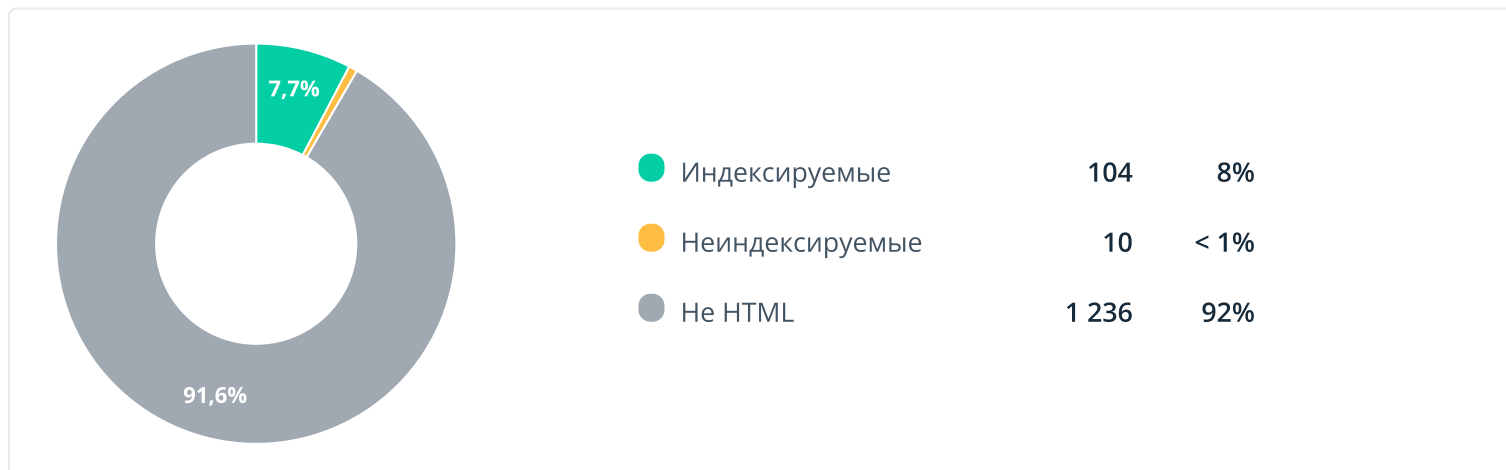 7,7%
Индексируемые 104 8%
Неиндексируемые 10 < 1%
Не HTML 1 236 92%
91,6%